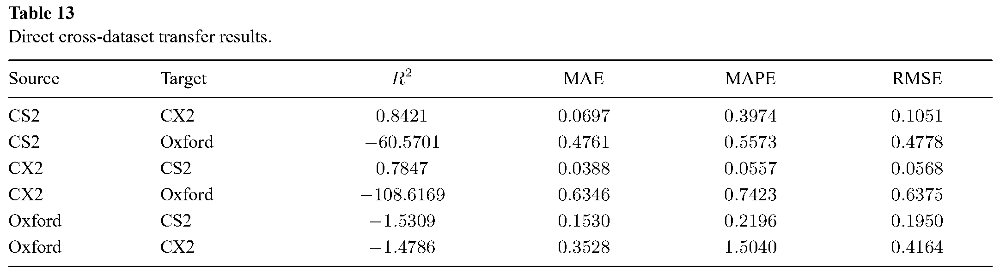 Table 13
Direct cross-dataset transfer results.
Source Target R² MAE MAPE RMSE
CS2 CX2 0.8421 0.0697 0.3974 0.1051
CS2 Oxford −60.5701 0.4761 0.5573 0.4778
CX2 CS2 0.7847 0.0388 0.0557 0.0568
CX2 Oxford −108.6169 0.6346 0.7423 0.6375
Oxford CS2 −1.5309 0.1530 0.2196 0.1950
Oxford CX2 −1.4786 0.3528 1.5040 0.4164